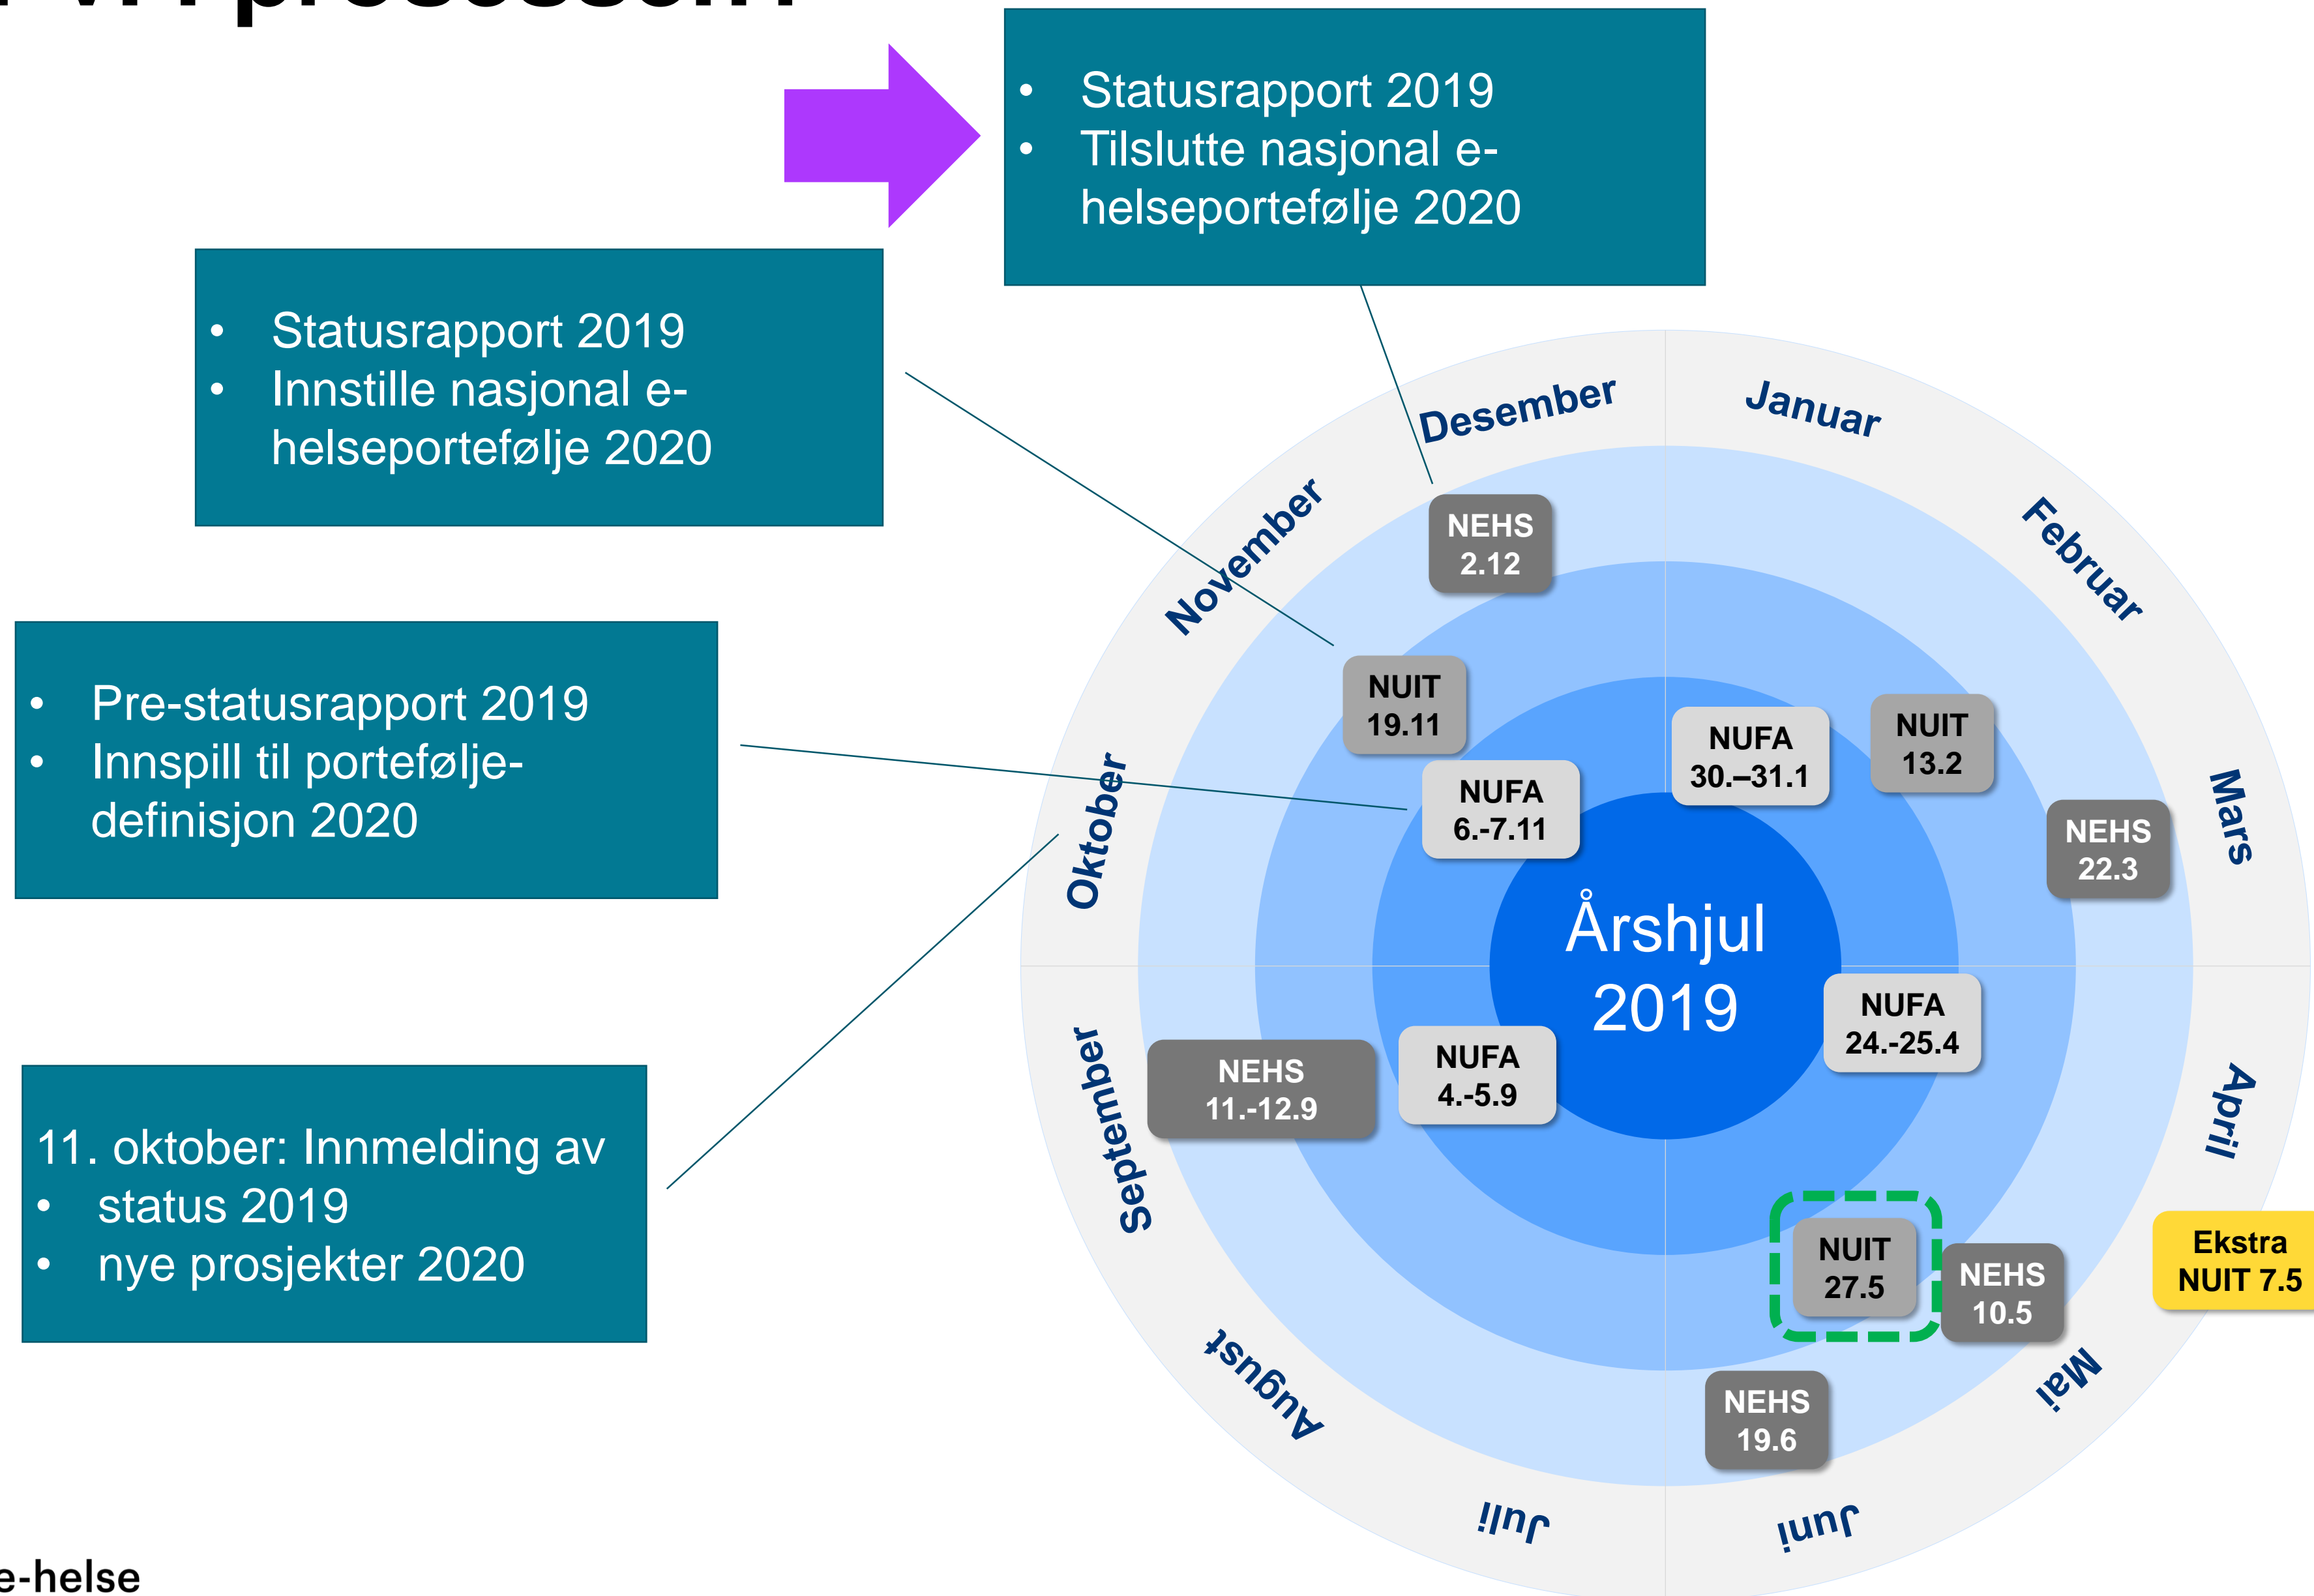 prosessen?
• Statusrapport 2019
• Tilslutte nasjonal e-
helseportefølje 2020
• Statusrapport 2019
• Innstille nasjonal e-
helseportefølje 2020
• Pre-statusrapport 2019
• Innspill til portefølje-
definisjon 2020
11. oktober: Innmelding av
• status 2019
• nye prosjekter 2020
Januar
Februar
Mars
April
Mai
Juni
Juli
August
September
Oktober
November
Desember
NEHS
2.12
NUIT
19.11
NUFA
6.-7.11
NUFA
30.–31.1
NUIT
13.2
NEHS
22.3
Årshjul
2019
NUFA
24.-25.4
NEHS
11.-12.9
NUFA
4.-5.9
NUIT
27.5
NEHS
10.5
Ekstra
NUIT 7.5
NEHS
19.6
e-helse